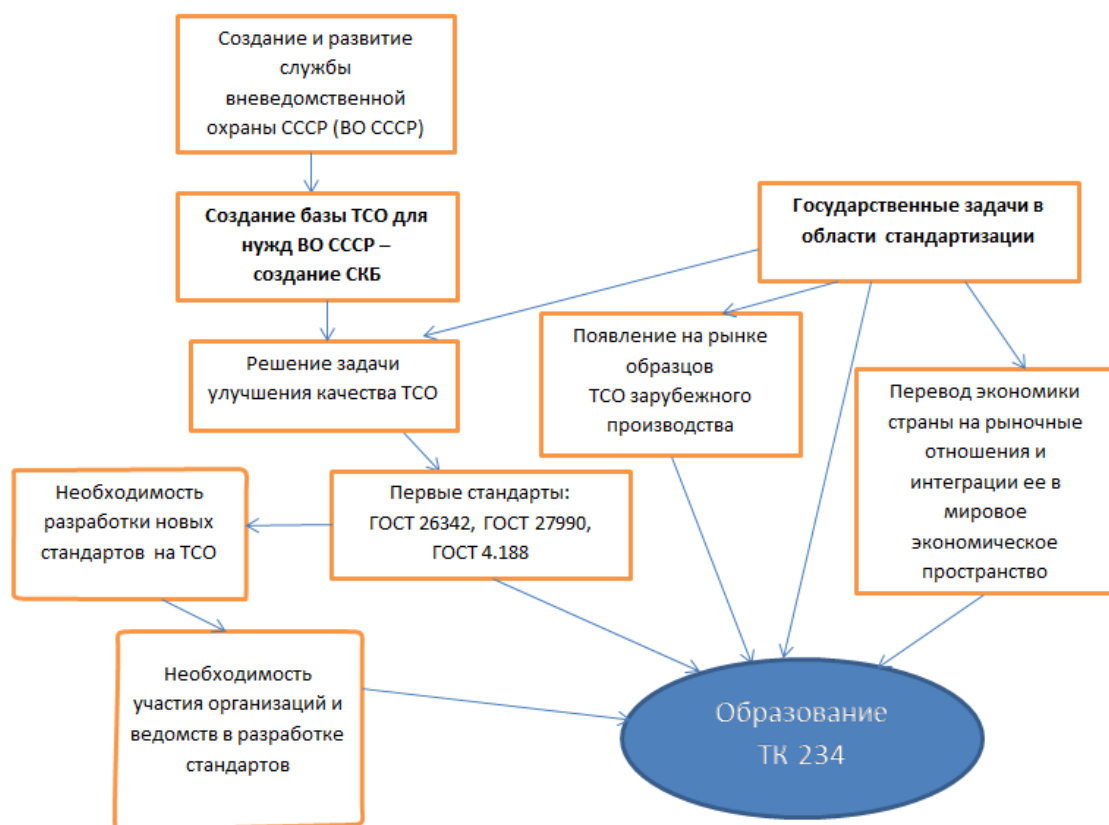 Создание и развитие
службы
вневедомственной
охраны СССР (ВО СССР)
Создание базы ТСО для
нужд ВО СССР –
создание СКБ
Государственные задачи в
области стандартизации
Решение задачи
улучшения качества ТСО
Появление на рынке
образцов
ТСО зарубежного
производства
Перевод экономики
страны на рыночные
отношения и
интеграции ее в
мировое
экономическое
пространство
Необходимость
разработки новых
стандартов на ТСО
Первые стандарты:
ГОСТ 26342, ГОСТ 27990,
ГОСТ 4.188
Необходимость
участия организаций и
ведомств в разработке
стандартов
Образование
ТК 234